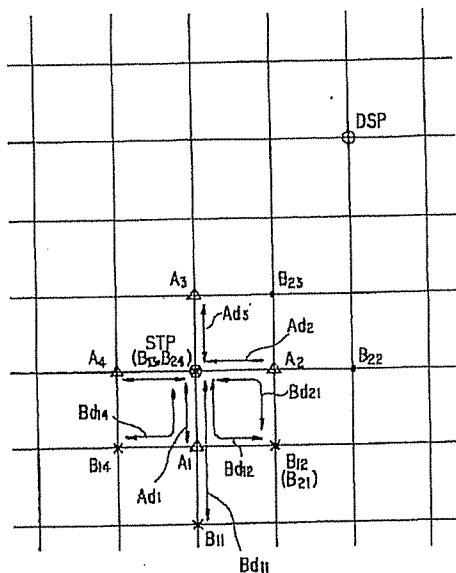 DSP
A3
B23
Ad3
Ad2
STP
(B13, B24)
A4
A2
B22
Bd21
Bd14
B14
A1
Bd12
B12
(B21)
Ad1
B11
Bd11